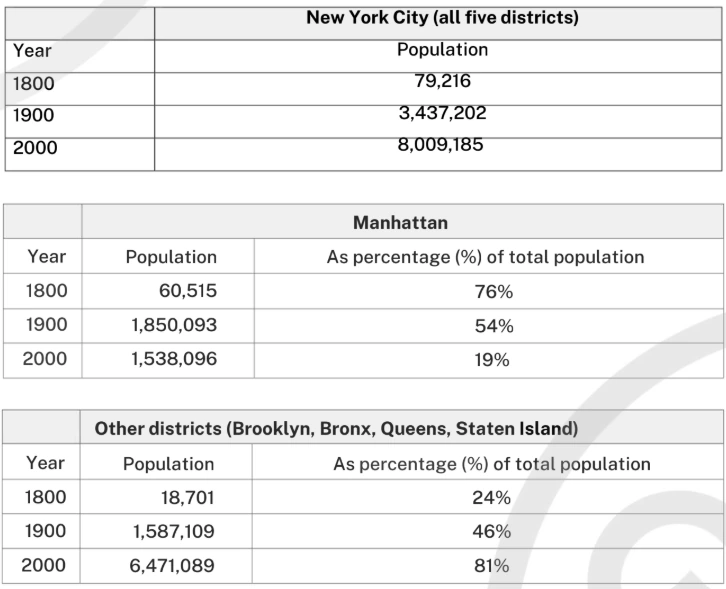 New York City (all five districts)
Year Population
1800 79,216
1900 3,437,202
2000 8,009,185
Manhattan
Year Population As percentage (%) of total population
1800 60,515 76%
1900 1,850,093 54%
2000 1,538,096 19%
Other districts (Brooklyn, Bronx, Queens, Staten Island)
Year Population As percentage (%) of total population
1800 18,701 24%
1900 1,587,109 46%
2000 6,471,089 81%